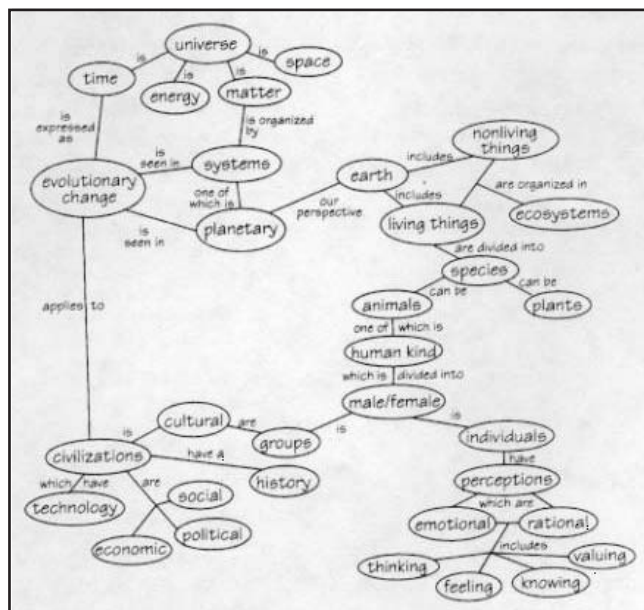 universe
is
is
is
is
time
space
energy
matter
is
expressed
as
is organized
by
nonliving
things
is
seen in
systems
includes
earth
evolutionary
change
one of
which is
our
perspective
includes
are organized in
ecosystems
is
seen in
planetary
living things
are divided into
species
can be
can be
animals
plants
applies to
one of which is
human kind
which is divided into
male/female
cultural
are
is
groups
is
is
individuals
civilizations
have a
history
have
perceptions
which have
are
technology
social
which are
emotional
rational
economic
political
includes
valuing
thinking
feeling
knowing